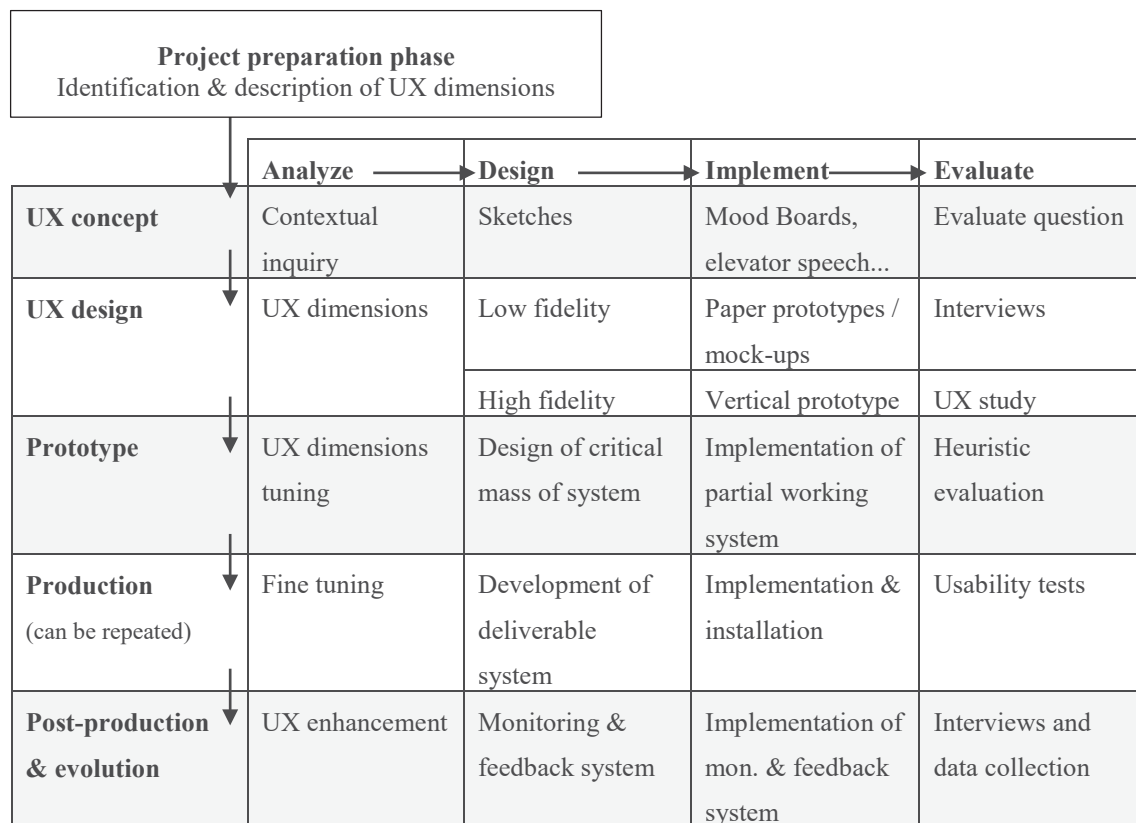 Project preparation phase
Identification & description of UX dimensions
Analyze Design Implement Evaluate
UX concept Contextual Sketches Mood Boards, Evaluate question
inquiry elevator speech...
UX design UX dimensions Low fidelity Paper prototypes / Interviews
mock-ups
High fidelity Vertical prototype UX study
Prototype UX dimensions Design of critical Implementation of Heuristic
tuning mass of system partial working evaluation
system
Production Fine tuning Development of Implementation & Usability tests
(can be repeated) deliverable installation
system
Post-production UX enhancement Monitoring & Implementation of Interviews and
& evolution feedback system mon. & feedback data collection
system